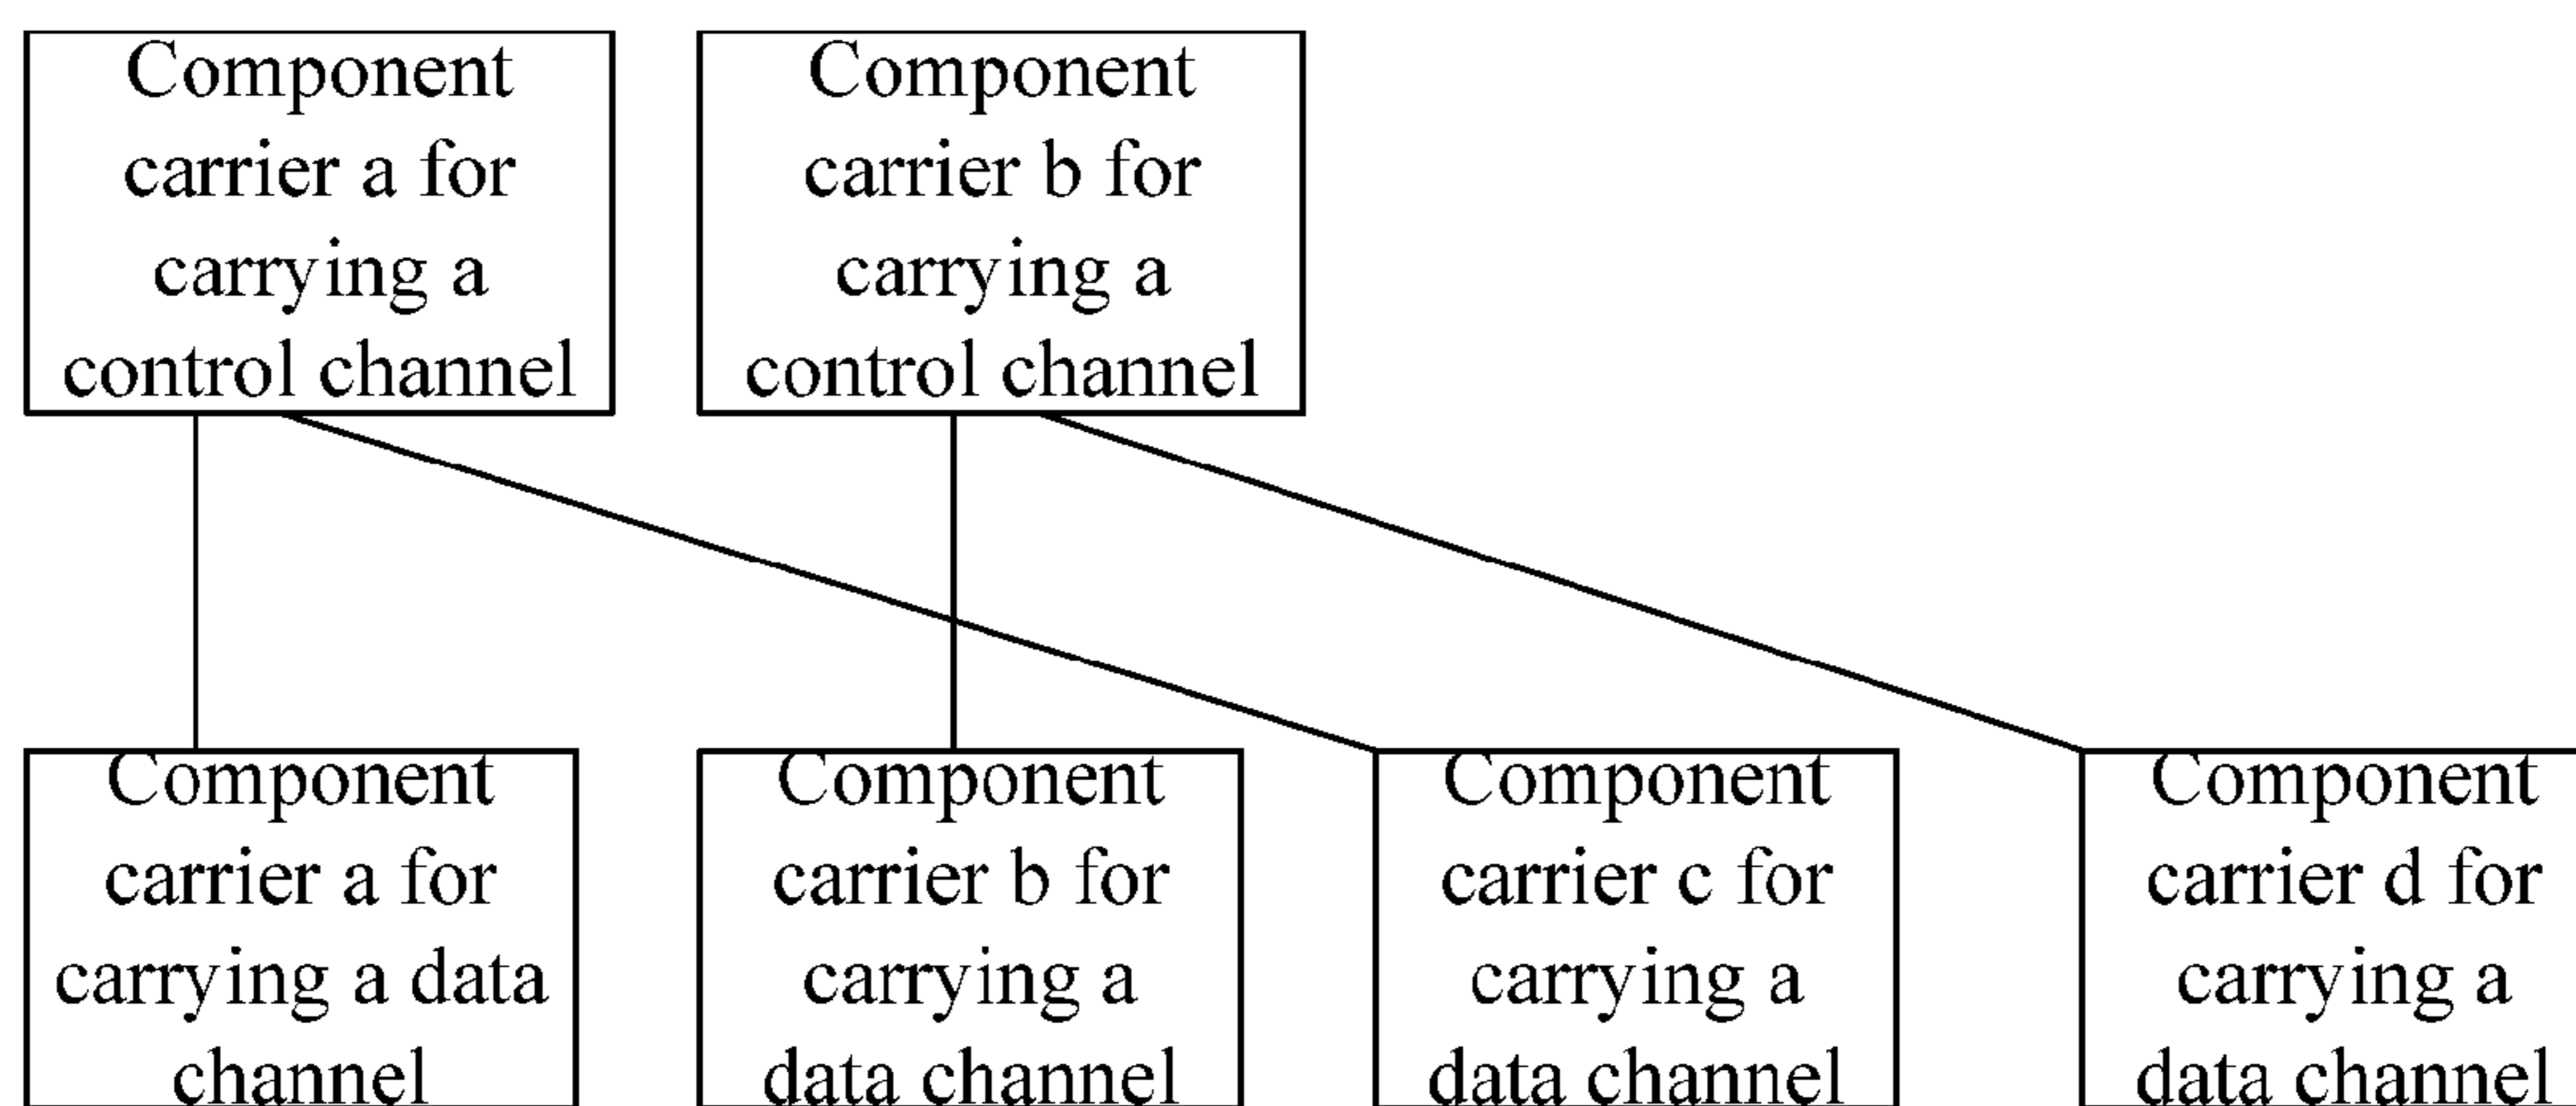 Component
carrier a for
carrying a
control channel
Component
carrier b for
carrying a
control channel
Component
carrier a for
carrying a data
channel
Component
carrier b for
carrying a
data channel
Component
carrier c for
carrying a
data channel
Component
carrier d for
carrying a
data channel